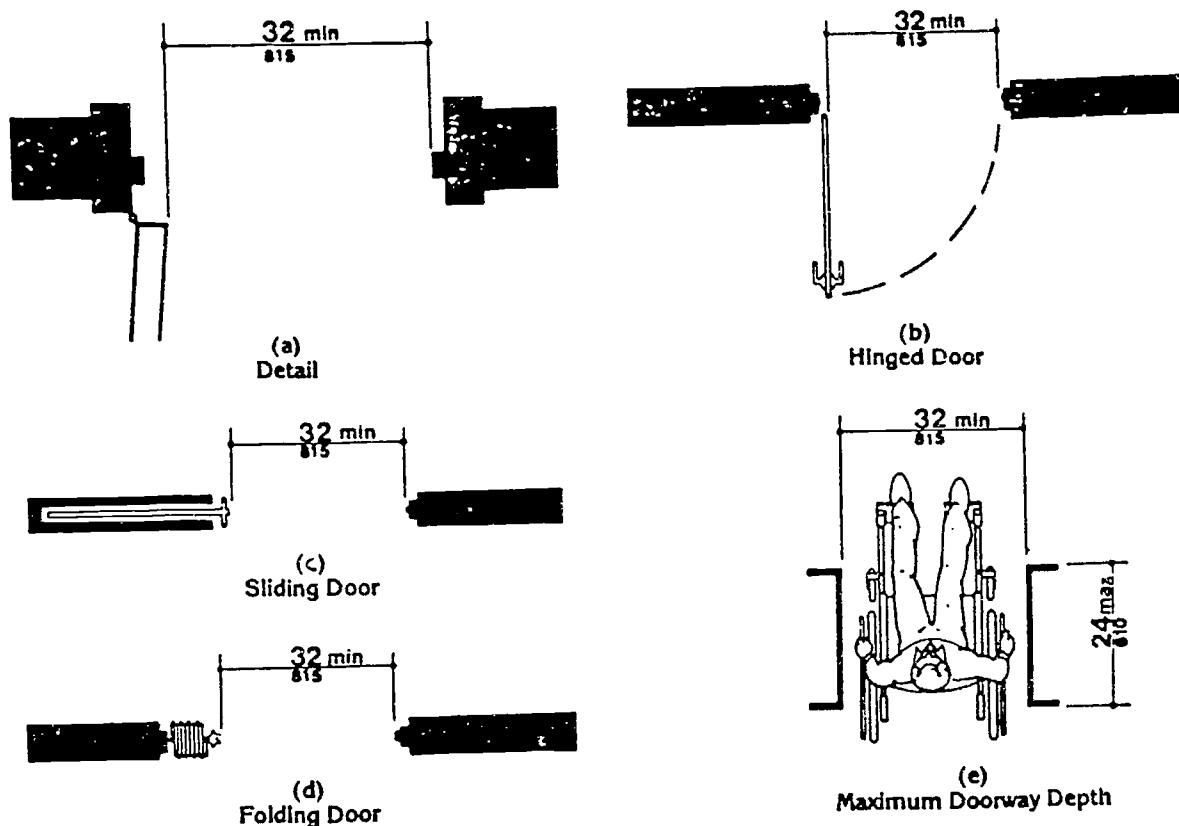 32 min
815
(a)
Detail
32 min
815
(b)
Hinged Door
32 min
815
(c)
Sliding Door
32 min
815
(d)
Folding Door
32 min
815
24 max
610
(e)
Maximum Doorway Depth